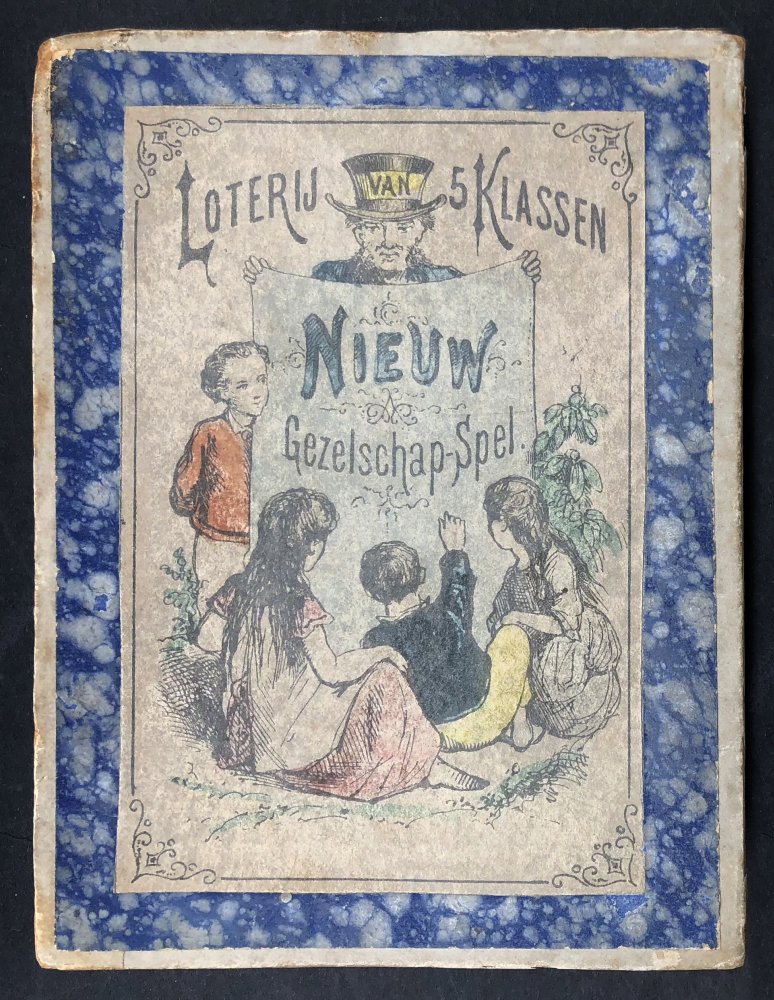 LOTERIJ VAN 5 KLASSEN
NIEUW
Gezelschap-Spel.